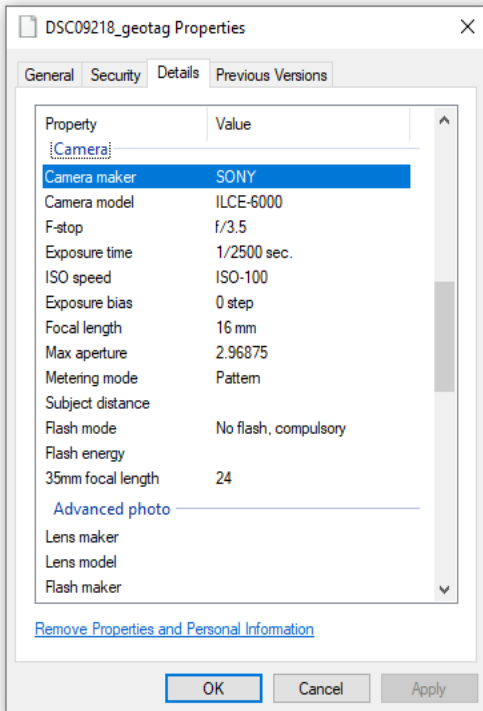 DSC09218_geotag Properties
General Security Details Previous Versions
Property Value
Camera
Camera maker SONY
Camera model ILCE-6000
F-stop f/3.5
Exposure time 1/2500 sec.
ISO speed ISO-100
Exposure bias 0 step
Focal length 16 mm
Max aperture 2.96875
Metering mode Pattern
Subject distance
Flash mode No flash, compulsory
Flash energy
35mm focal length 24
Advanced photo
Lens maker
Lens model
Flash maker
Remove Properties and Personal Information
OK Cancel Apply